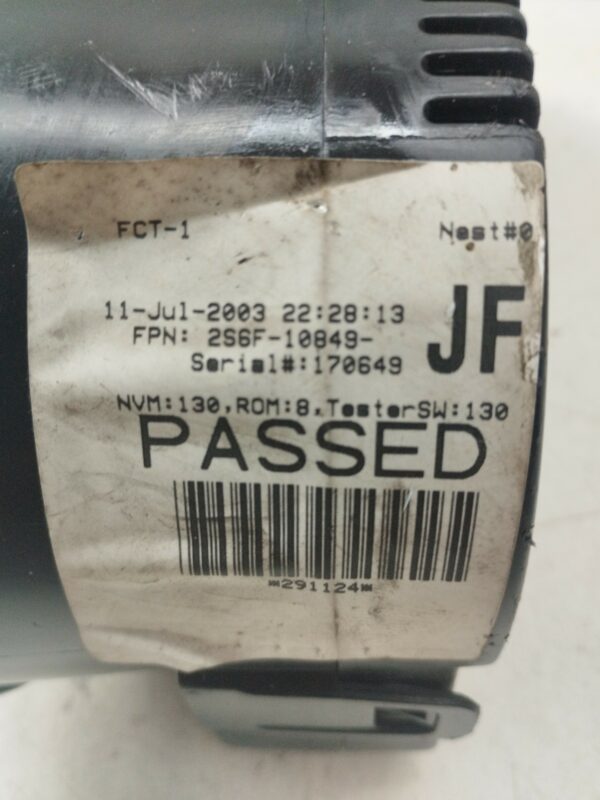 FCT-1 Nest#0
11-Jul-2003 22:28:13
FPN: 2S6F-10849-
JF
Serial#:170649
NVM:130,ROM:8,TesterSW:130
PASSED
*291124*